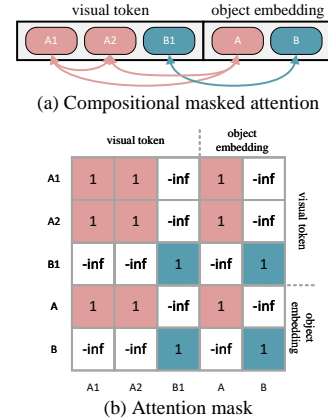 visual token object embedding
A1 A2 B1 A B
(a) Compositional masked attention
visual token object embedding
A1 1 1 -inf 1 -inf
A2 1 1 -inf 1 -inf
B1 -inf -inf 1 -inf 1
A 1 1 -inf 1 -inf
B -inf -inf 1 -inf 1
visual token
object embedding
A1 A2 B1 A B
(b) Attention mask